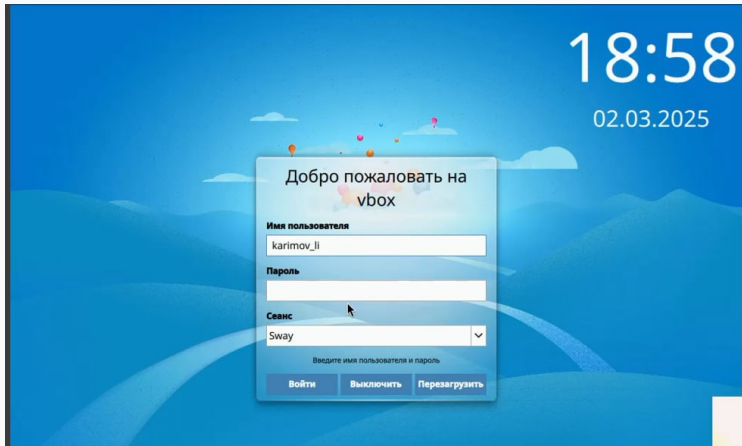 18:58
02.03.2025
Добро пожаловать на
vbox
Имя пользователя
karimov_li
Пароль
Сеанс
Sway
Введите имя пользователя и пароль
Войти Выключить Перезагрузить